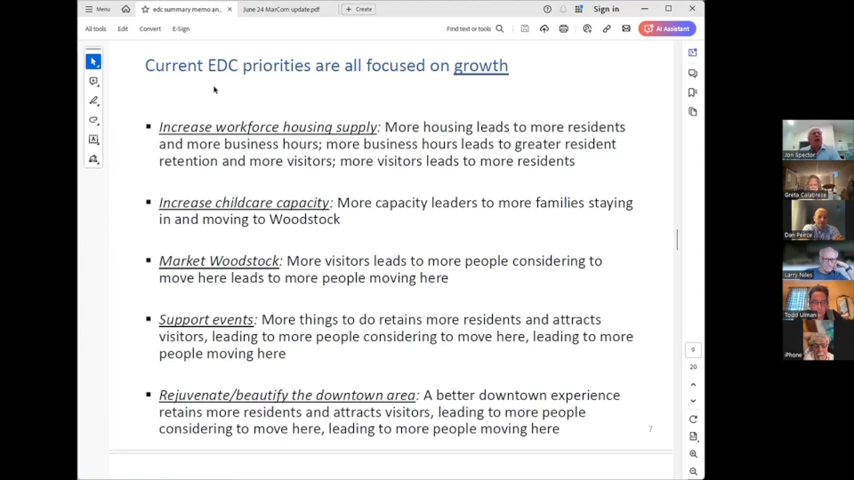 Menu
edc summary memo an...
June 24 MarCom update.pdf
Create
Sign in
All tools
Edit
Convert
E-Sign
Find text or tools
AI Assistant
Current EDC priorities are all focused on growth
Increase workforce housing supply: More housing leads to more residents
and more business hours; more business hours leads to greater resident
retention and more visitors; more visitors leads to more residents
Increase childcare capacity: More capacity leaders to more families staying
in and moving to Woodstock
Market Woodstock: More visitors leads to more people considering to
move here leads to more people moving here
Support events: More things to do retains more residents and attracts
visitors, leading to more people considering to move here, leading to more
people moving here
Rejuvenate/beautify the downtown area: A better downtown experience
retains more residents and attracts visitors, leading to more people
considering to move here, leading to more people moving here
7
9
20
Jon Spector
Greta Calabrese
Dan Peirce
Larry Niles
Todd Ulman
iPhone